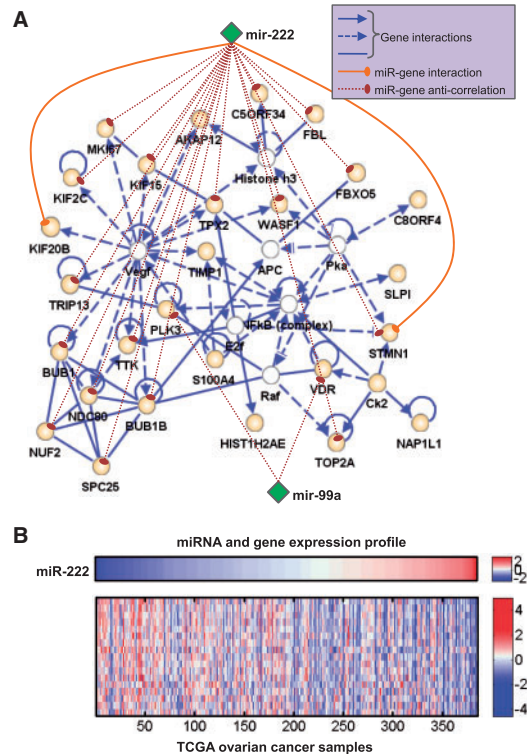 A
mir-222
Gene interactions
miR-gene interaction
miR-gene anti-correlation
C5ORF34
FBL
AKAP12
MKI67
KIF15
Histone h3
FBXO5
KIF2C
C8ORF4
TPX2
WASF1
KIF20B
Vegf
TIMP1
APC
Pka
SLPI
TRIP13
PLK3
NFkB (complex)
E2f
STMN1
BUB1
TTK
S100A4
Raf
VDR
Ck2
NDC80
BUB1B
HIST1H2AE
NAP1L1
NUF2
TOP2A
SPC25
mir-99a
B
miRNA and gene expression profile
miR-222
2
0
-2
4
2
0
-2
-4
50 100 150 200 250 300 350
TCGA ovarian cancer samples